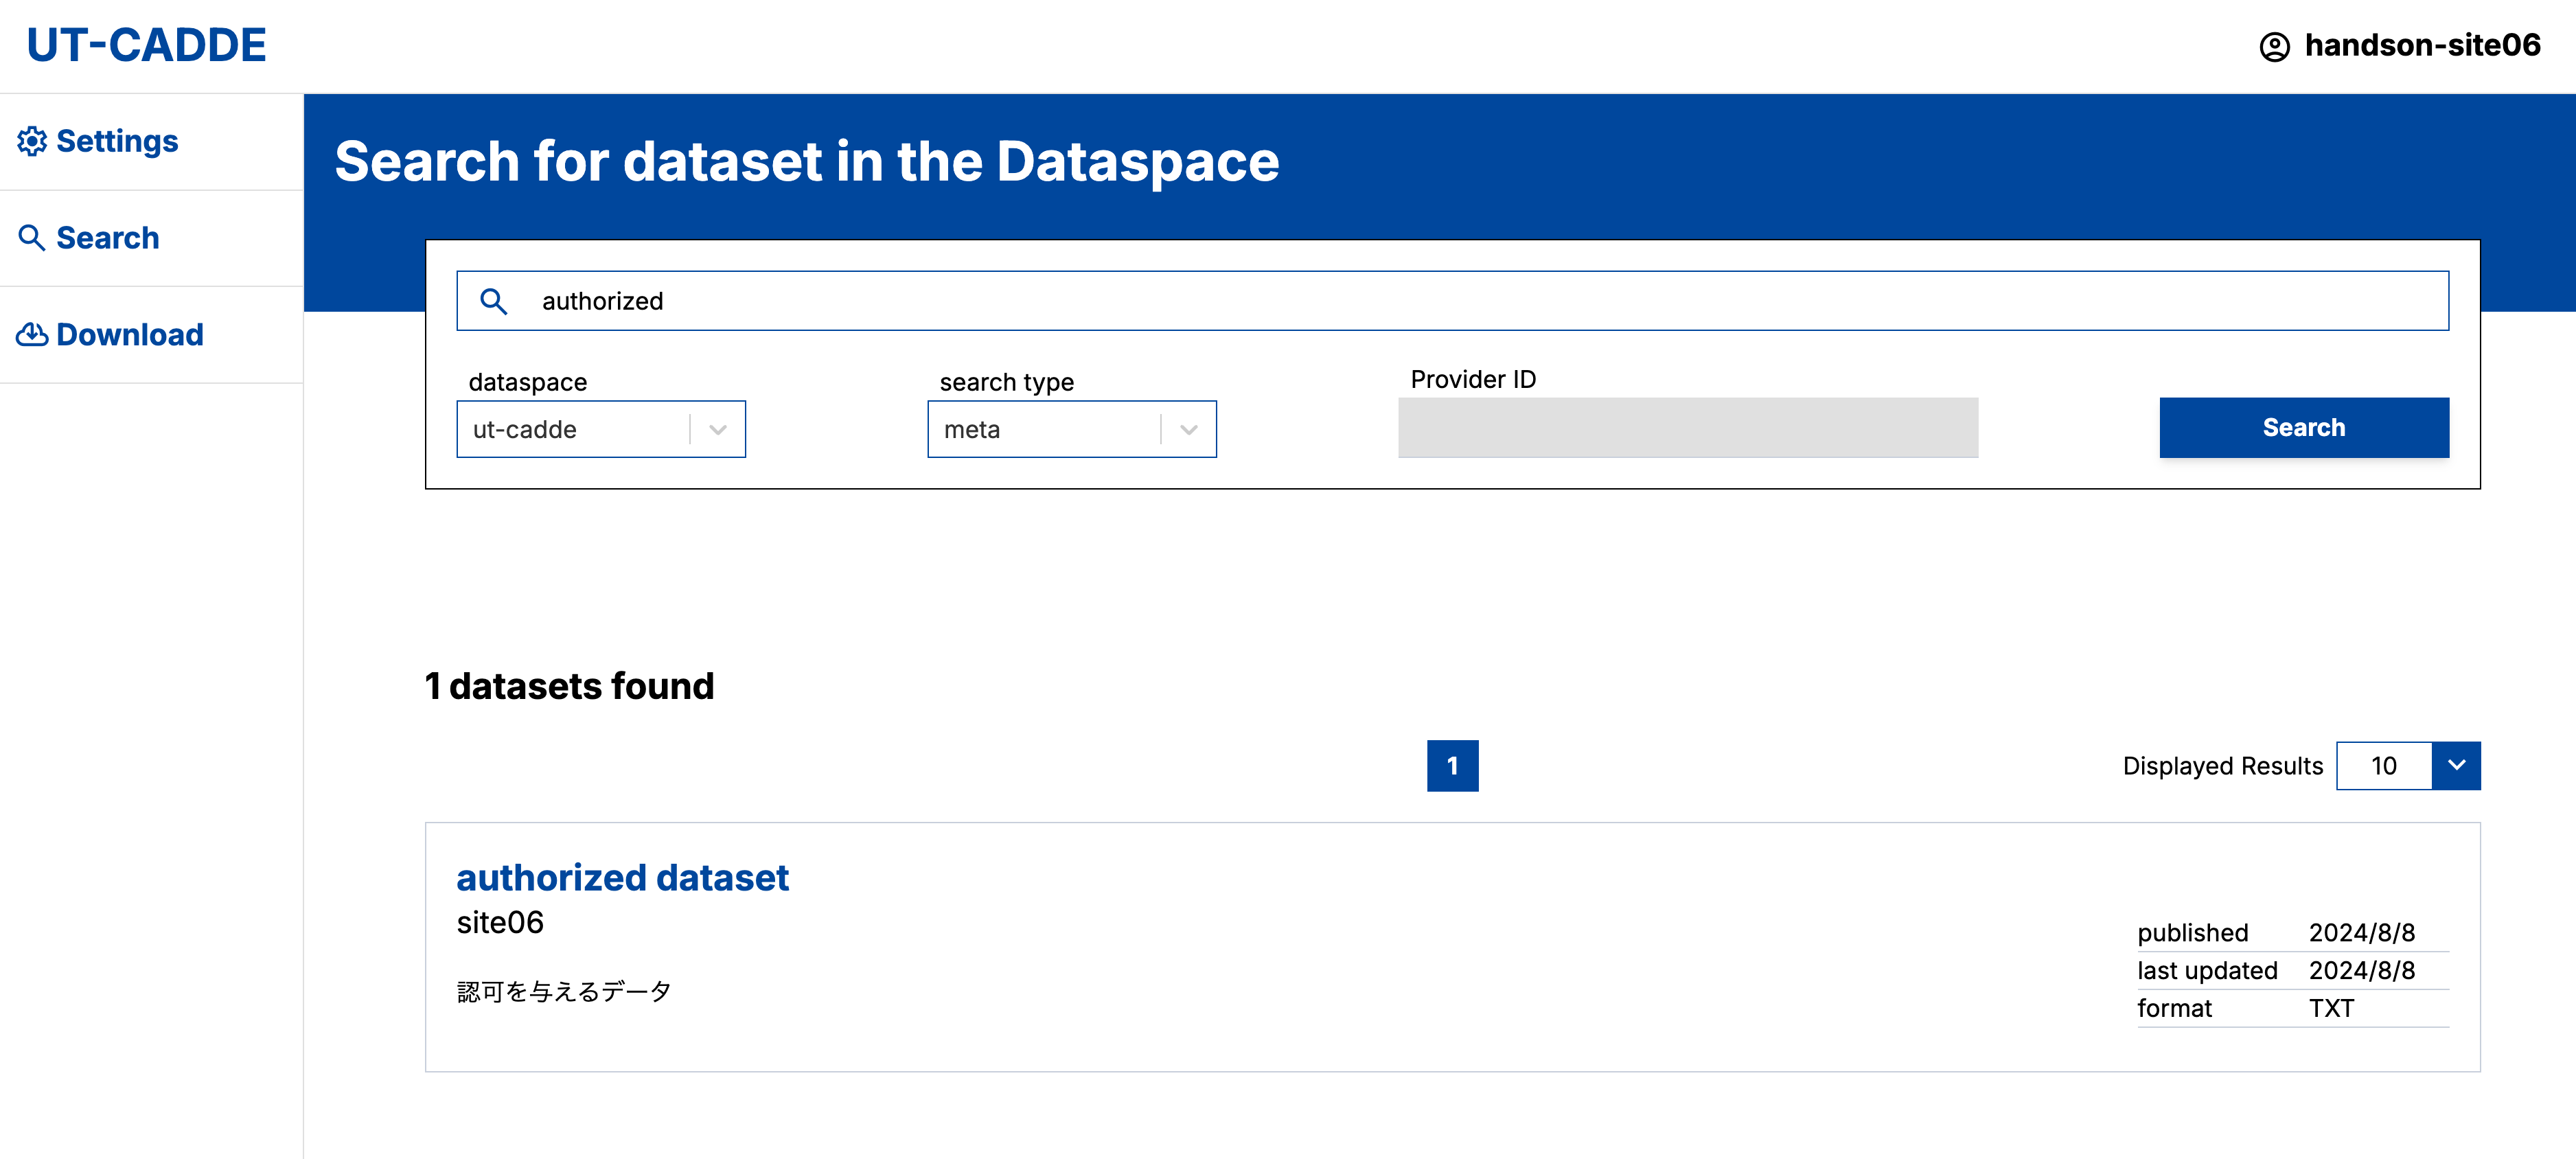 UT-CADDE
handson-site06
Settings
Search
Download
Search for dataset in the Dataspace
authorized
dataspace
search type
Provider ID
ut-cadde
meta
Search
1 datasets found
1
Displayed Results 10
authorized dataset
site06
認可を与えるデータ
published 2024/8/8
last updated 2024/8/8
format TXT